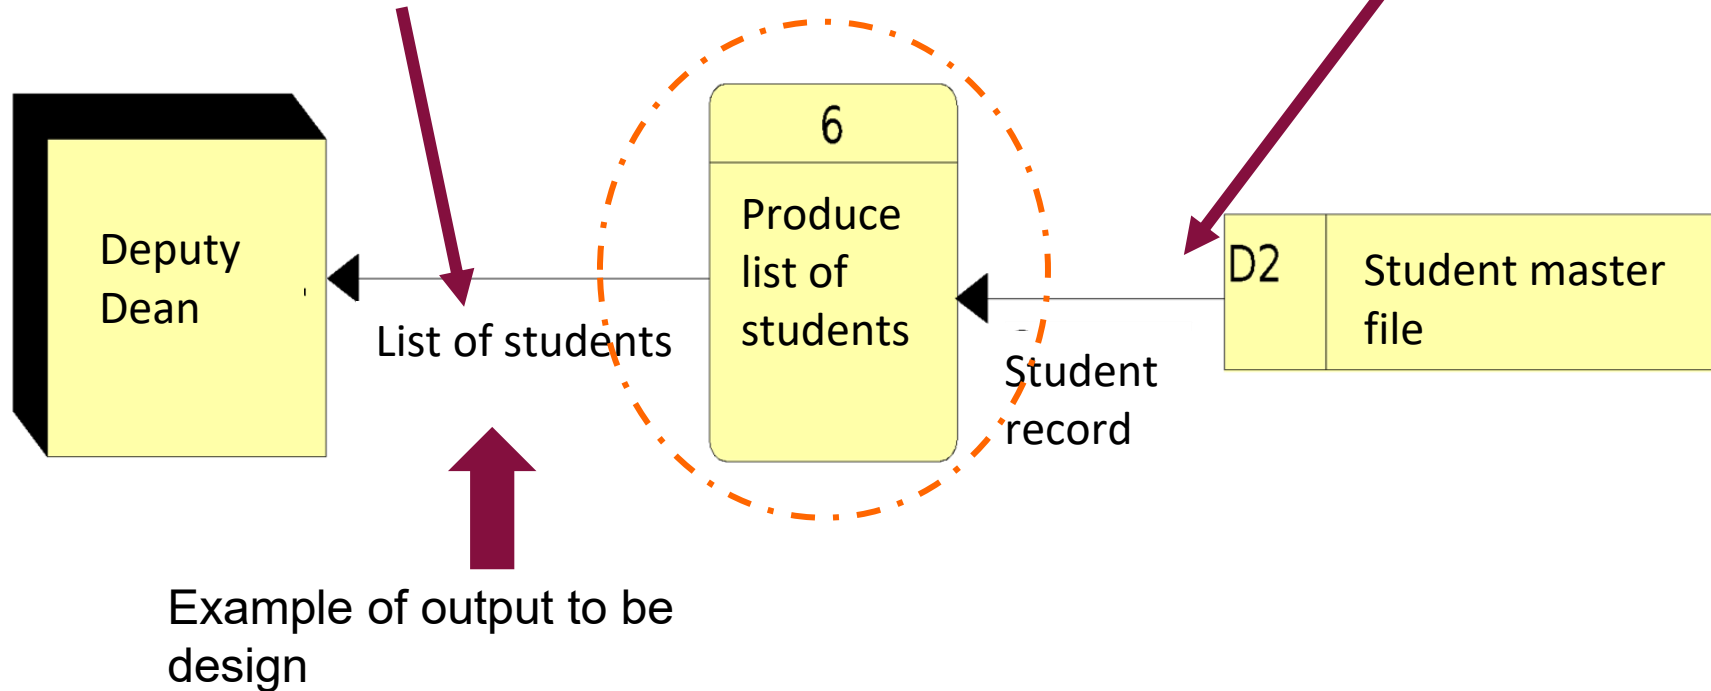 Deputy
Dean
List of students
6
Produce
list of
students
Student
record
D2
Student master
file
Example of output to be
design